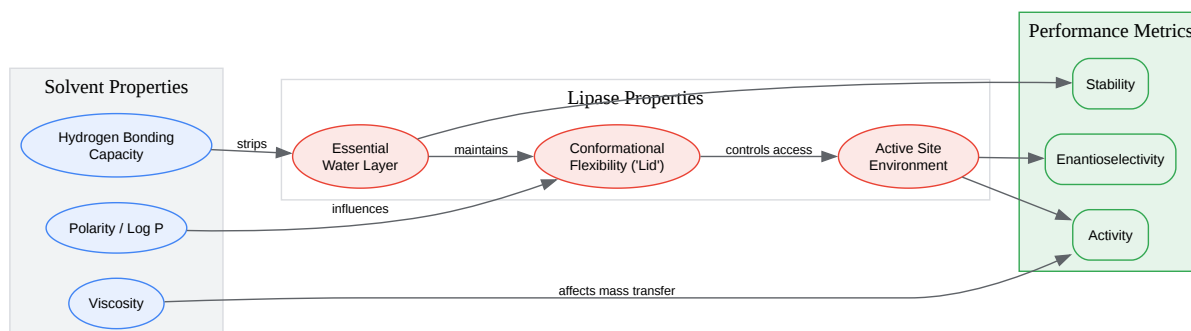 Solvent Properties
Hydrogen Bonding
Capacity
Polarity / Log P
Viscosity
strips
influences
affects mass transfer
Lipase Properties
Essential
Water Layer
maintains
Conformational
Flexibility ('Lid')
controls access
Active Site
Environment
Performance Metrics
Stability
Enantioselectivity
Activity